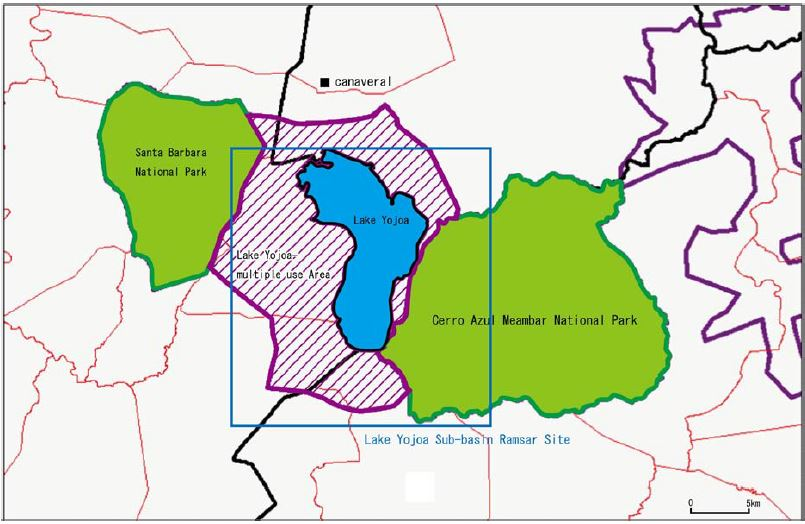 canaveral
Santa Barbara
National Park
Lake Yojoa
Lake Yojoa
multiple use Area
Cerro Azul Meambar National Park
Lake Yojoa Sub-basin Ramsar Site
0 5km